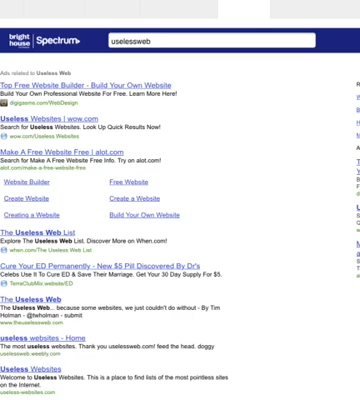 bright house | Spectrum
uselessweb
Ads related to Useless Web
Top Free Website Builder - Build Your Own Website
Build Your Own Professional Website For Free. Learn More Here!
digigasms.com/WebDesign
Useless Websites | wow.com
Search for Useless Websites. Look Up Quick Results Now!
wow.com/Useless Websites
Make A Free Website Free | alot.com
Search for Make A Free Website Free Info. Try on alot.com!
alot.com/make-a-free-website-free
Website Builder Free Website
Create Website Create a Website
Creating a Website Build Your Own Website
The Useless Web List
Explore The Useless Web List. Discover More on When.com!
when.com/The Useless Web List
Cure Your ED Permanently - New $5 Pill Discovered By Dr's
Celebs Use It To Cure ED & Save Their Marriage. Get Your 30 Day Supply For $5.
TerraClubMix.website/ED
The Useless Web
The Useless Web... because some websites, we just couldn't do without - By Tim
Holman - @twholman - submit
www.theuselessweb.com
useless websites - Home
The most useless websites. Thank you uselessweb.com! feed the head. doggy
uselessweb.weebly.com
Useless Websites
Welcome to Useless Websites. This is a place to find lists of the most pointless sites
on the Internet.
useless-websites.com